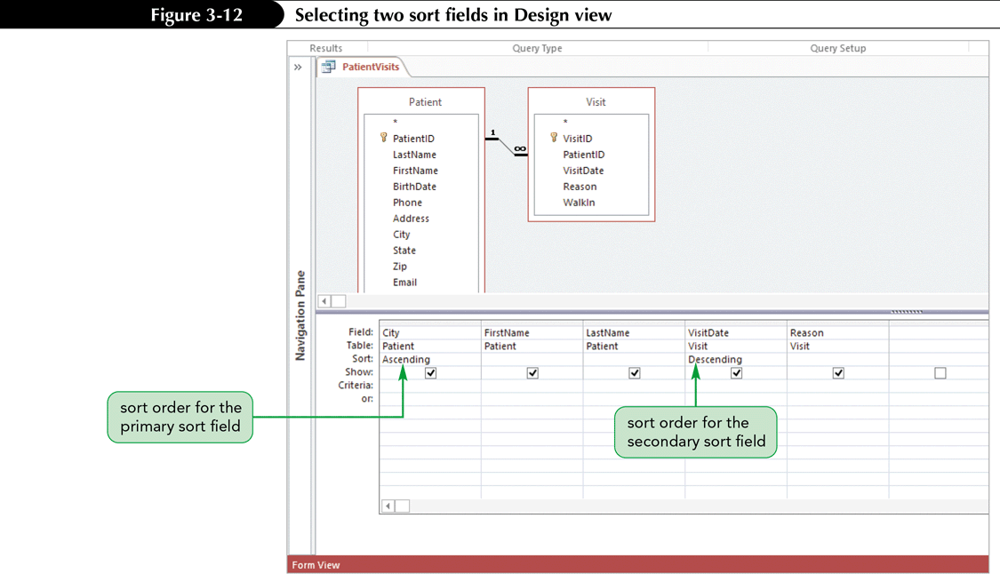 Figure 3-12 Selecting two sort fields in Design view
Results Query Type Query Setup
» PatientVisits
Patient Visit
* *
PatientID VisitID
LastName PatientID
FirstName VisitDate
BirthDate Reason
Phone WalkIn
Address
City
State
Zip
Email
1
∞
Navigation Pane
Field: City FirstName LastName VisitDate Reason
Table: Patient Patient Patient Visit Visit
Sort: Ascending Descending
Show:
Criteria:
or:
sort order for the
primary sort field
sort order for the
secondary sort field
Form View